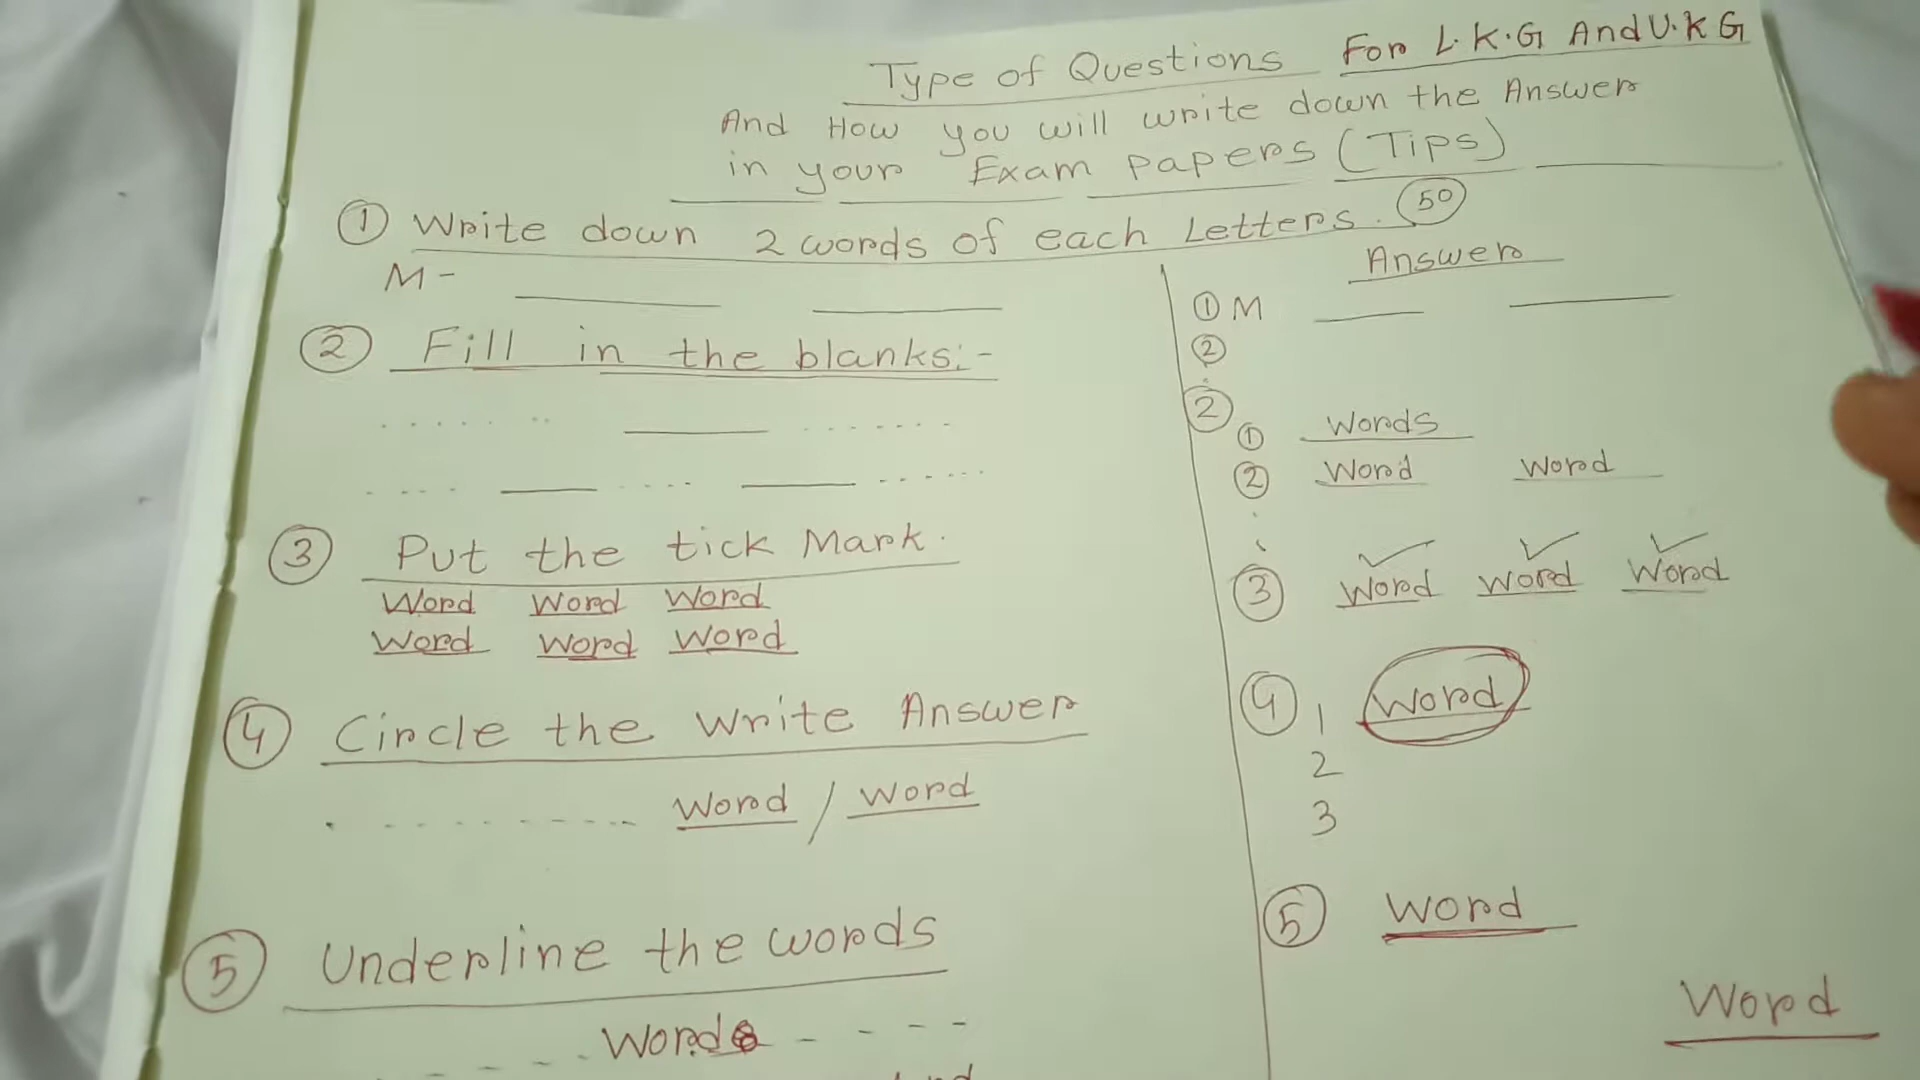 Type of Questions For L.K.G And U.K G
And How you will write down the Answer
in your Exam papers (Tips)
① Write down 2 words of each Letters. 50
M -
② Fill in the blanks:-
③ Put the tick Mark.
Word Word Word
Word Word Word
④ Circle the Write Answer
Word / Word
⑤ Underline the words
Words
Answer
① M
②
②
① Words
② Word Word
③ Word Word Word
④ 1 Word
2
3
⑤ Word
Word